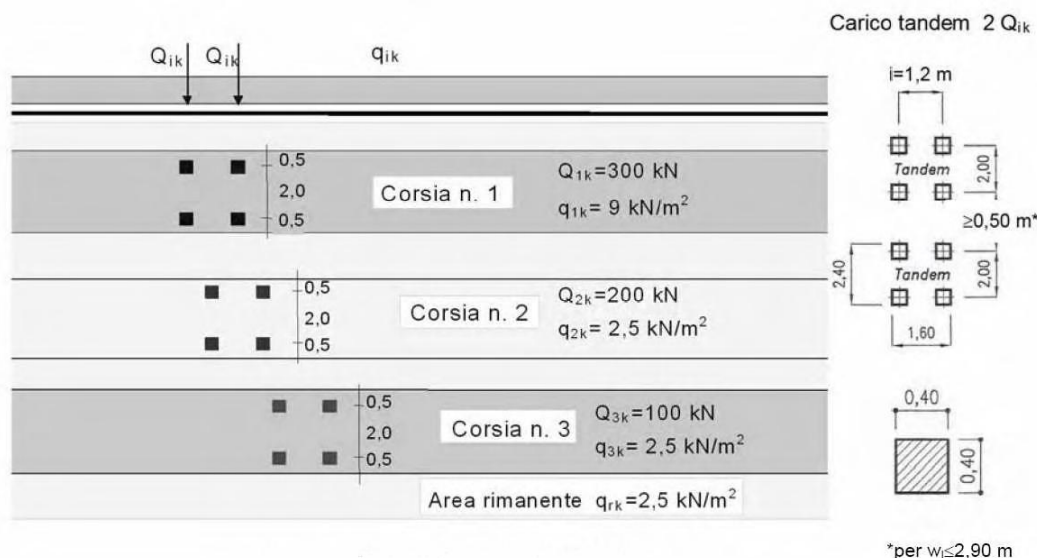 Carico tandem 2 Qik
Qik Qik qik
i=1,2 m
0,5
2,0
0,5
Corsia n. 1
Q1k=300 kN
q1k= 9 kN/m²
Tandem
2,00
≥0,50 m*
0,5
2,0
0,5
Corsia n. 2
Q2k=200 kN
q2k= 2,5 kN/m²
2,40
Tandem
2,00
1,60
0,5
2,0
0,5
Corsia n. 3
Q3k=100 kN
q3k= 2,5 kN/m²
0,40
0,40
Area rimanente qrk=2,5 kN/m²
*per wl≤2,90 m